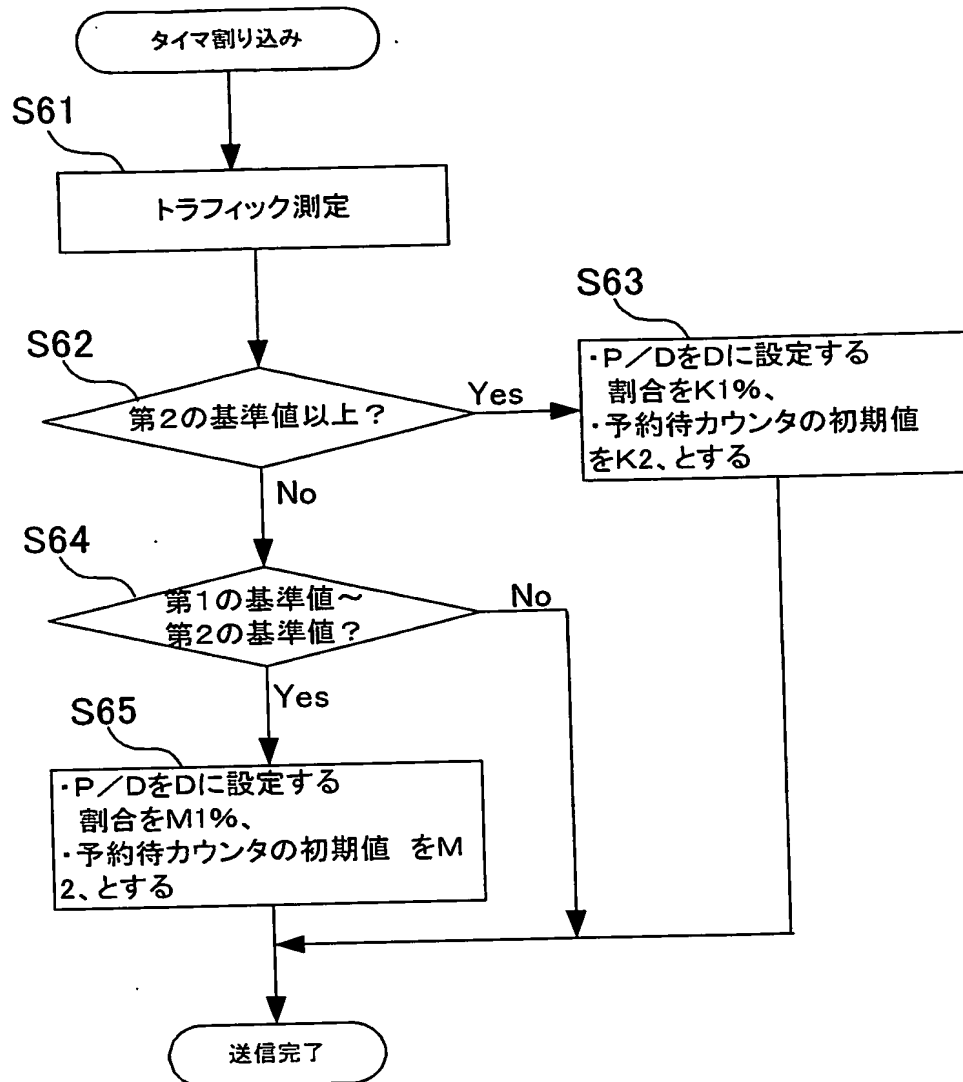 タイマ割り込み
S61
トラフィック測定
S62
第2の基準値以上?
Yes
S63
・P/DをDに設定する
割合をK1%、
・予約待カウンタの初期値
をK2、とする
No
S64
第1の基準値～
第2の基準値?
No
Yes
S65
・P/DをDに設定する
割合をM1%、
・予約待カウンタの初期値 をM
2、とする
送信完了